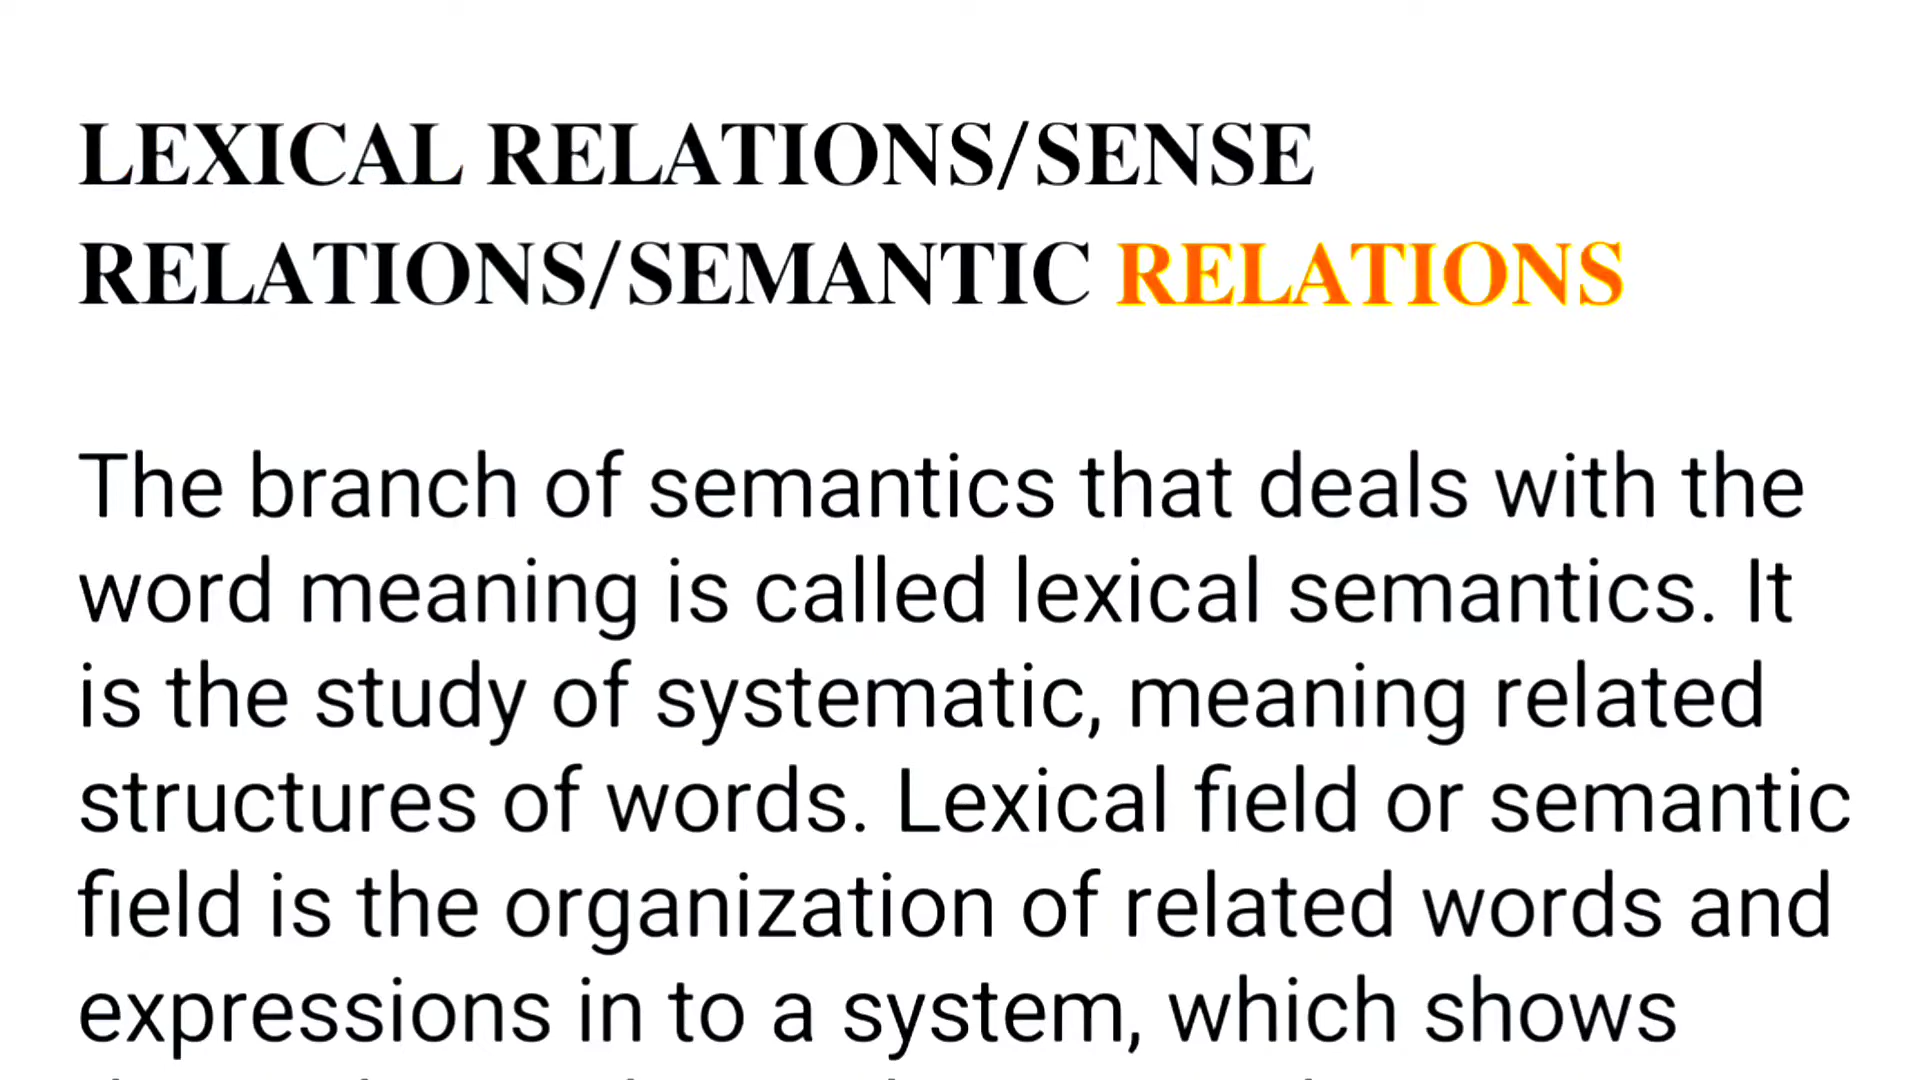 LEXICAL RELATIONS/SENSE
RELATIONS/SEMANTIC RELATIONS
The branch of semantics that deals with the
word meaning is called lexical semantics. It
is the study of systematic, meaning related
structures of words. Lexical field or semantic
field is the organization of related words and
expressions in to a system, which shows